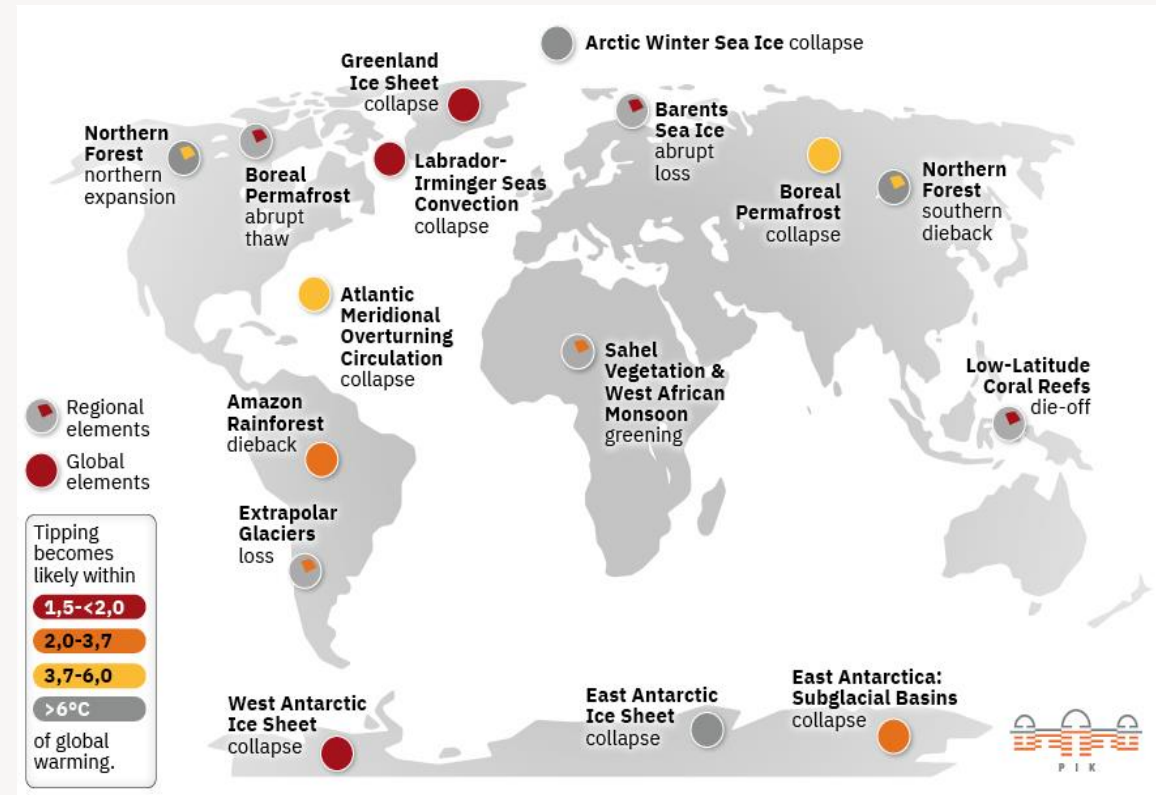 Arctic Winter Sea Ice collapse
Greenland
Ice Sheet
collapse
Barents
Sea Ice
abrupt
loss
Northern
Forest
northern
expansion
Boreal
Permafrost
abrupt
thaw
Labrador-
Irminger Seas
Convection
collapse
Boreal
Permafrost
collapse
Northern
Forest
southern
dieback
Atlantic
Meridional
Overturning
Circulation
collapse
Sahel
Vegetation &
West African
Monsoon
greening
Low-Latitude
Coral Reefs
die-off
Regional
elements
Global
elements
Amazon
Rainforest
dieback
Extrapolar
Glaciers
loss
Tipping
becomes
likely within
1,5-<2,0
2,0-3,7
3,7-6,0
>6°C
of global
warming.
West Antarctic
Ice Sheet
collapse
East Antarctic
Ice Sheet
collapse
East Antarctica:
Subglacial Basins
collapse
P I K